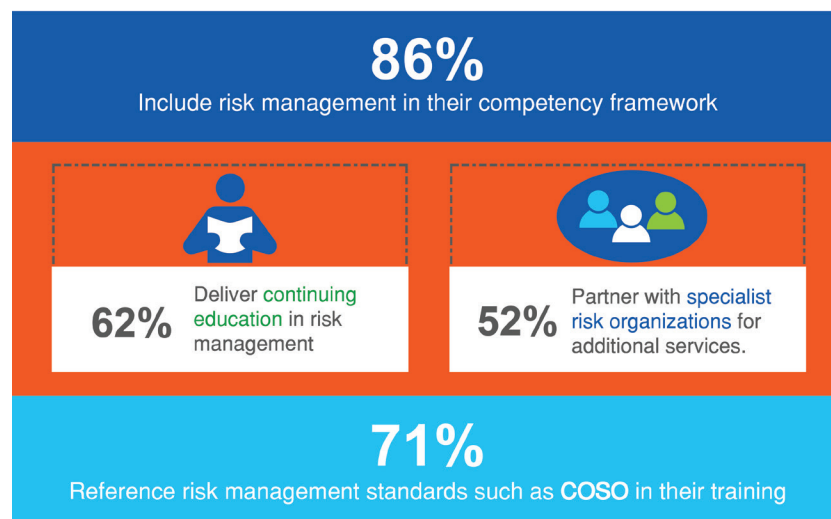 86%
Include risk management in their competency framework
62%
Deliver continuing
education in risk
management
52%
Partner with specialist
risk organizations for
additional services.
71%
Reference risk management standards such as COSO in their training